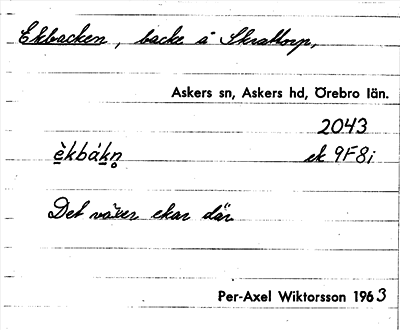 Ekbacken, backe å Skrattorp,
Askers sn, Askers hd, Örebro län.
2043
èkbákn̥ ek 9F8i
Det växer ekar där
Per-Axel Wiktorsson 1963